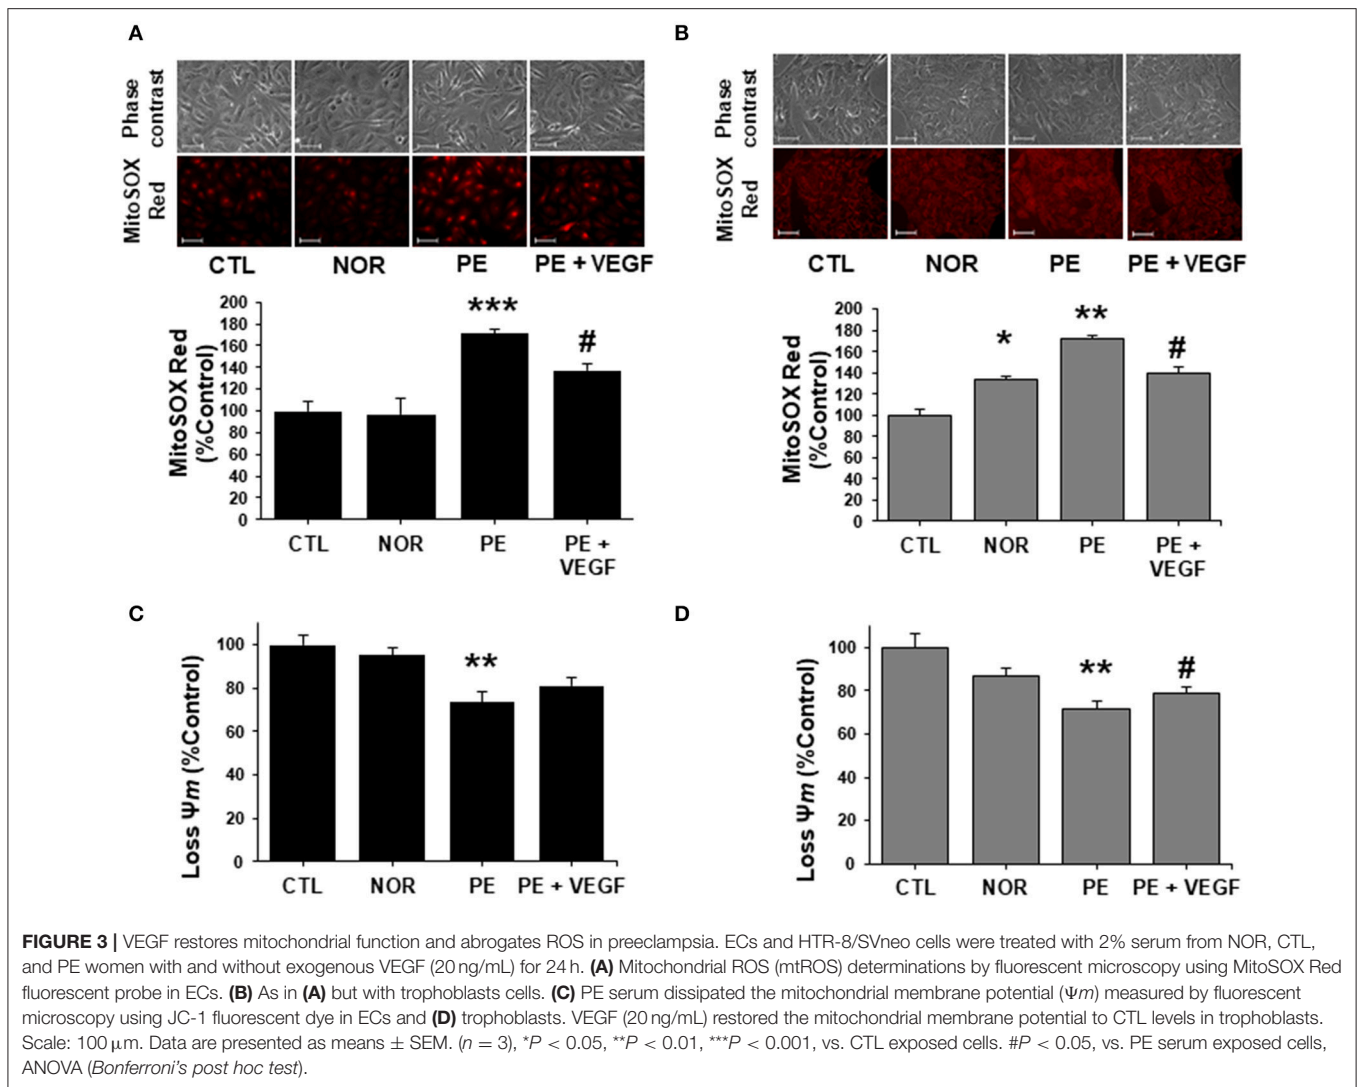 A
Phase contrast
MitoSOX Red
CTL NOR PE PE + VEGF
MitoSOX Red (%Control)
200
180
160
140
120
100
80
60
40
20
0
***
#
CTL NOR PE PE + VEGF
B
Phase contrast
MitoSOX Red
CTL NOR PE PE + VEGF
MitoSOX Red (%Control)
200
180
160
140
120
100
80
60
40
20
0
*
**
#
CTL NOR PE PE + VEGF
C
Loss Ψm (%Control)
100
80
60
40
20
0
**
CTL NOR PE PE + VEGF
D
Loss Ψm (%Control)
100
80
60
40
20
0
**
#
CTL NOR PE PE + VEGF
FIGURE 3 | VEGF restores mitochondrial function and abrogates ROS in preeclampsia. ECs and HTR-8/SVneo cells were treated with 2% serum from NOR, CTL,
and PE women with and without exogenous VEGF (20 ng/mL) for 24 h. (A) Mitochondrial ROS (mtROS) determinations by fluorescent microscopy using MitoSOX Red
fluorescent probe in ECs. (B) As in (A) but with trophoblasts cells. (C) PE serum dissipated the mitochondrial membrane potential (Ψm) measured by fluorescent
microscopy using JC-1 fluorescent dye in ECs and (D) trophoblasts. VEGF (20 ng/mL) restored the mitochondrial membrane potential to CTL levels in trophoblasts.
Scale: 100 μm. Data are presented as means ± SEM. (n = 3), *P < 0.05, **P < 0.01, ***P < 0.001, vs. CTL exposed cells. #P < 0.05, vs. PE serum exposed cells,
ANOVA (Bonferroni's post hoc test).